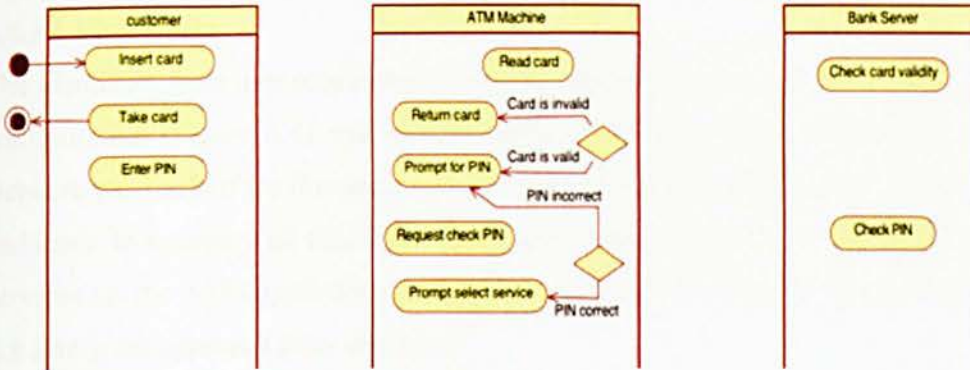 customer
ATM Machine
Bank Server
Insert card
Read card
Check card validity
Return card
Card is invalid
Take card
Prompt for PIN
Card is valid
Enter PIN
PIN incorrect
Request check PIN
Check PIN
Prompt select service
PIN correct